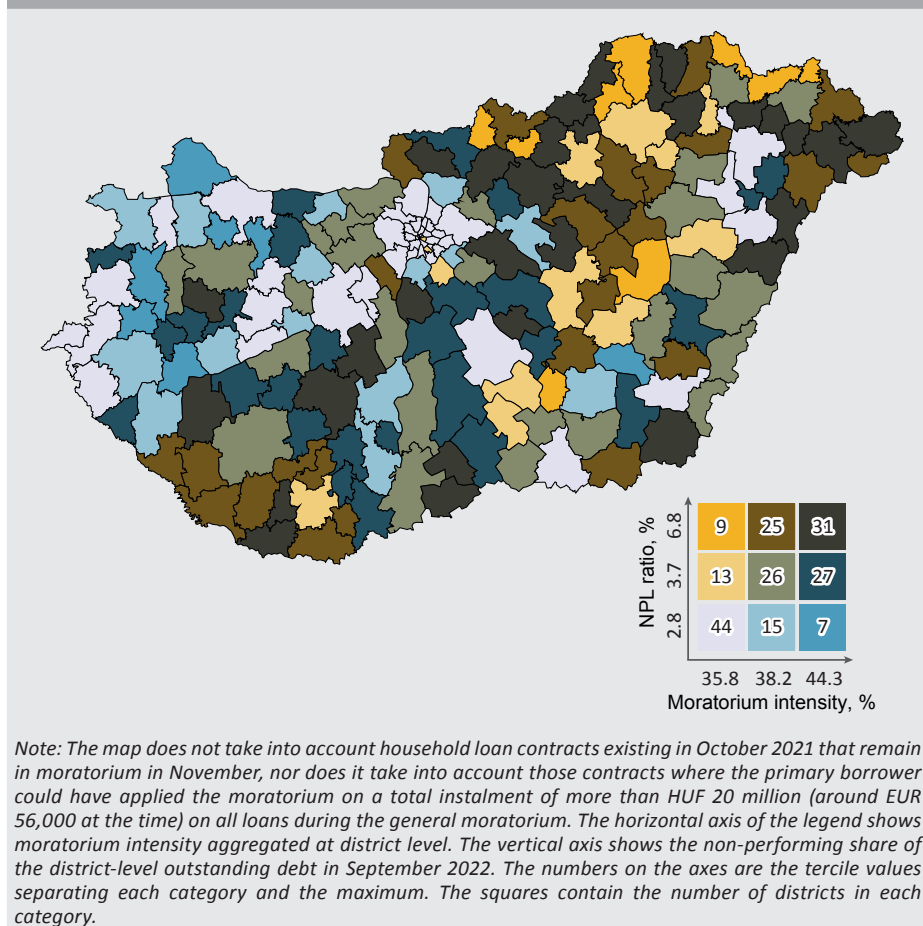 NPL ratio, %
6.8
3.7
2.8
9 25 31
13 26 27
44 15 7
35.8 38.2 44.3
Moratorium intensity, %
Note: The map does not take into account household loan contracts existing in October 2021 that remain
in moratorium in November, nor does it take into account those contracts where the primary borrower
could have applied the moratorium on a total instalment of more than HUF 20 million (around EUR
56,000 at the time) on all loans during the general moratorium. The horizontal axis of the legend shows
moratorium intensity aggregated at district level. The vertical axis shows the non-performing share of
the district-level outstanding debt in September 2022. The numbers on the axes are the tercile values
separating each category and the maximum. The squares contain the number of districts in each
category.